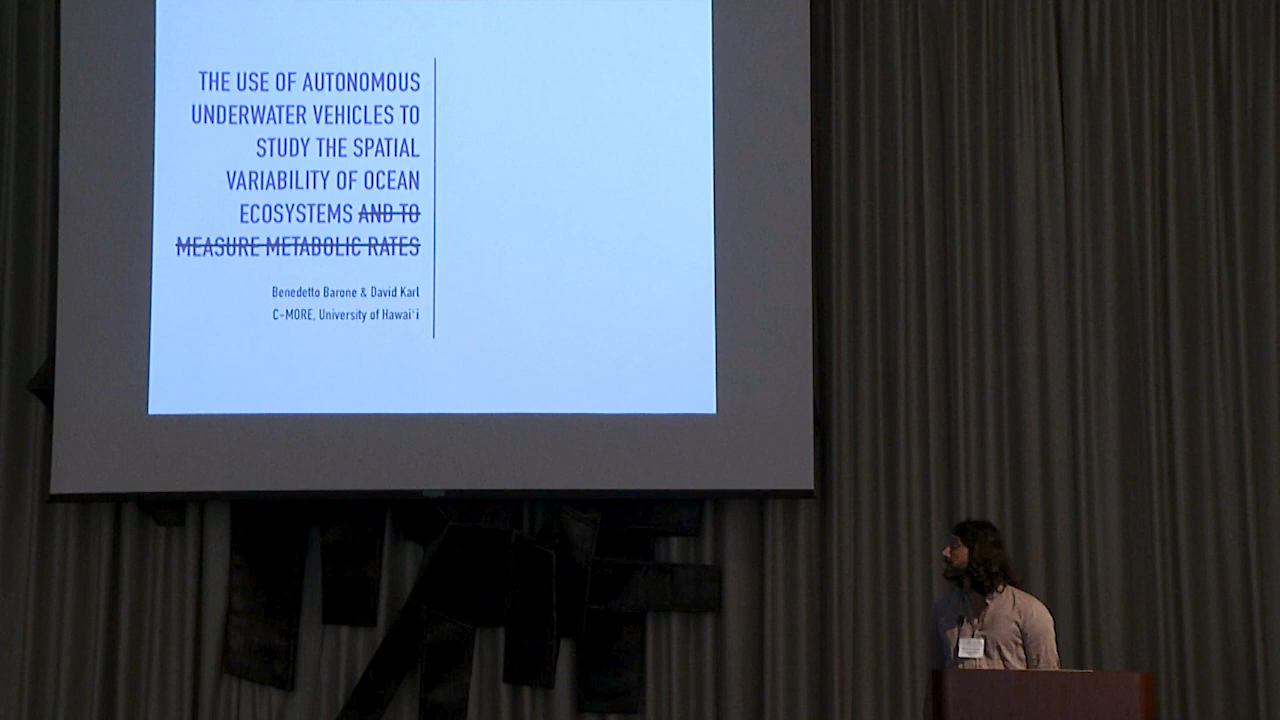 THE USE OF AUTONOMOUS
UNDERWATER VEHICLES TO
STUDY THE SPATIAL
VARIABILITY OF OCEAN
ECOSYSTEMS AND TO
MEASURE METABOLIC RATES
Benedetto Barone & David Karl
C-MORE, University of Hawai'i